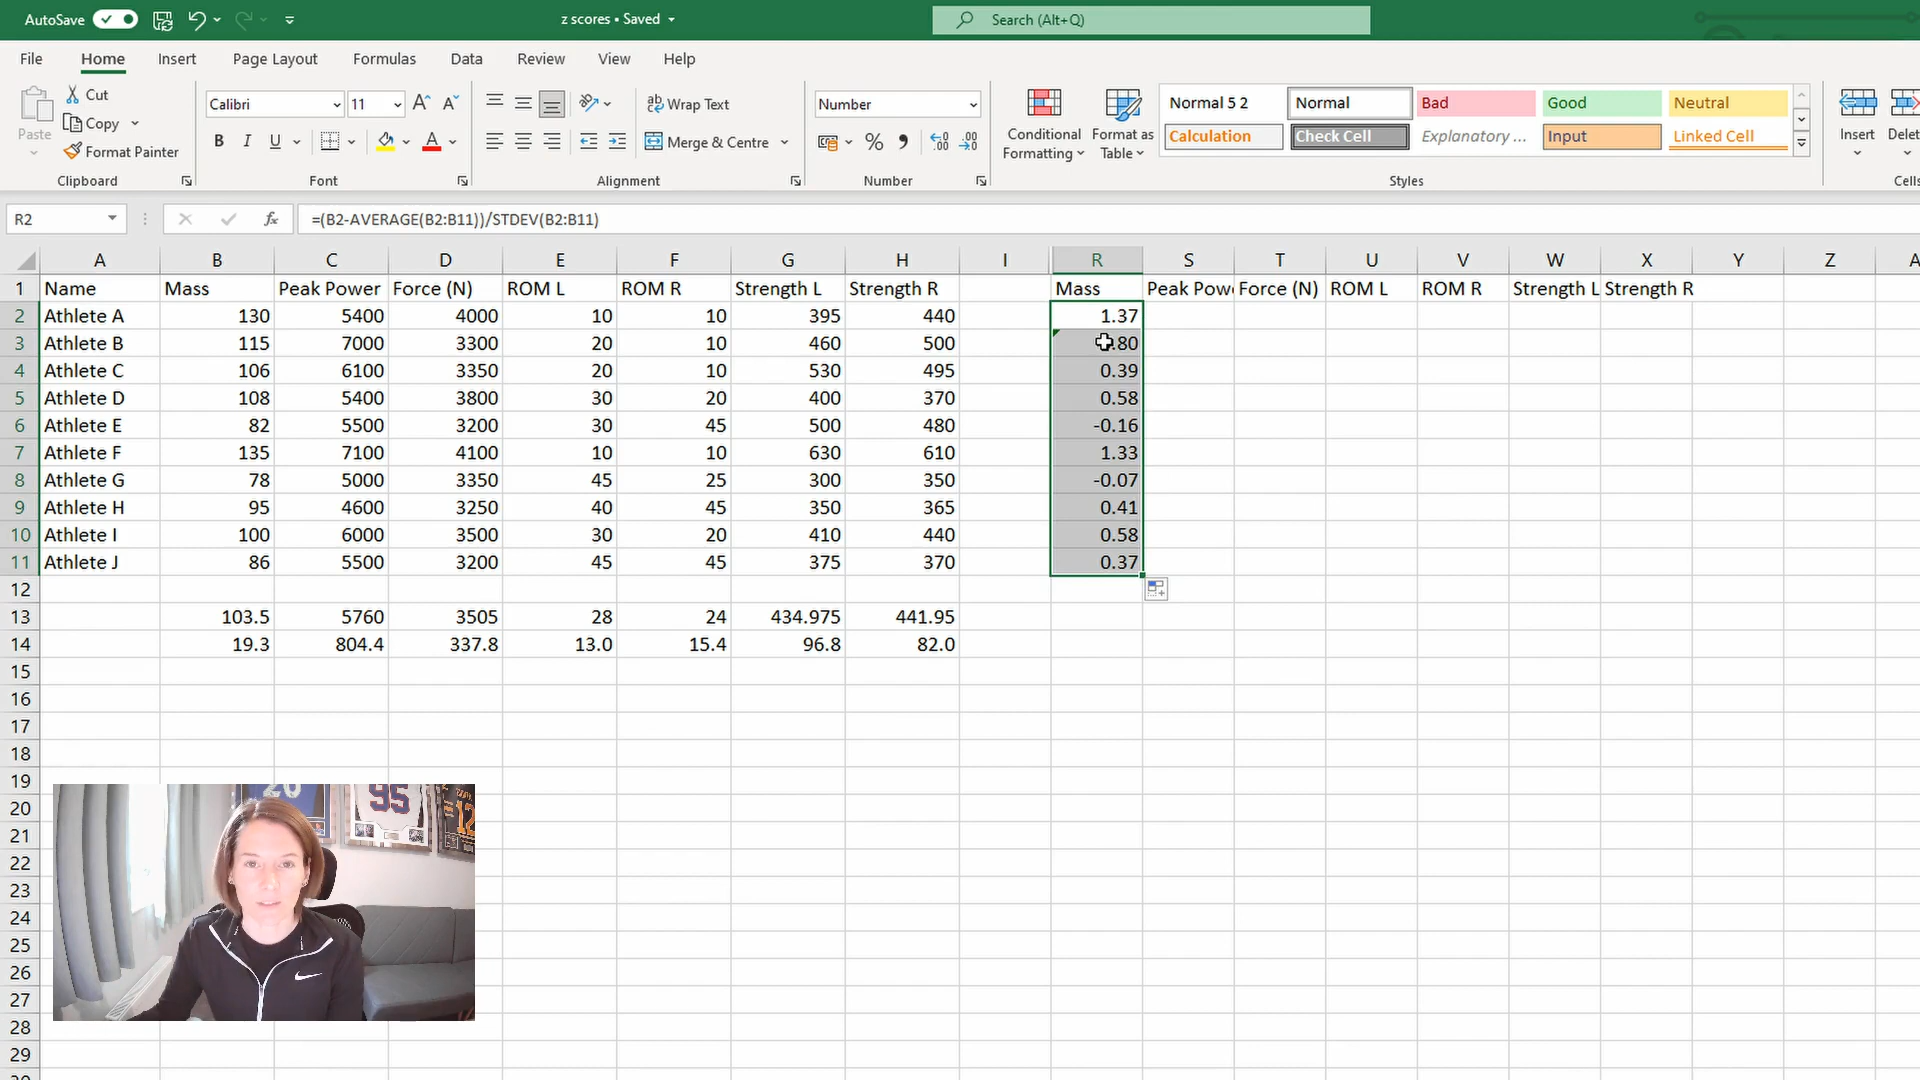 AutoSave z scores • Saved Search (Alt+Q)
File Home Insert Page Layout Formulas Data Review View Help
Paste Cut Copy Format Painter Clipboard
Calibri 11 B I U Font
Wrap Text Merge & Centre Alignment
Number % Number
Conditional Formatting Format as Table
Normal 5 2 Normal Bad Good Neutral
Calculation Check Cell Explanatory ... Input Linked Cell
Styles
Insert Delet
Cells
R2 fx =(B2-AVERAGE(B2:B11))/STDEV(B2:B11)
A B C D E F G H I R S T U V W X Y Z A
1 Name Mass Peak Power Force (N) ROM L ROM R Strength L Strength R Mass Peak Pow Force (N) ROM L ROM R Strength L Strength R
2 Athlete A 130 5400 4000 10 10 395 440 1.37
3 Athlete B 115 7000 3300 20 10 460 500 .80
4 Athlete C 106 6100 3350 20 10 530 495 0.39
5 Athlete D 108 5400 3800 30 20 400 370 0.58
6 Athlete E 82 5500 3200 30 45 500 480 -0.16
7 Athlete F 135 7100 4100 10 10 630 610 1.33
8 Athlete G 78 5000 3350 45 25 300 350 -0.07
9 Athlete H 95 4600 3250 40 45 350 365 0.41
10 Athlete I 100 6000 3500 30 20 410 440 0.58
11 Athlete J 86 5500 3200 45 45 375 370 0.37
12
13 103.5 5760 3505 28 24 434.975 441.95
14 19.3 804.4 337.8 13.0 15.4 96.8 82.0
15
16
17
18
19
20
21
22
23
24
25
26
27
28
29
20 95 12